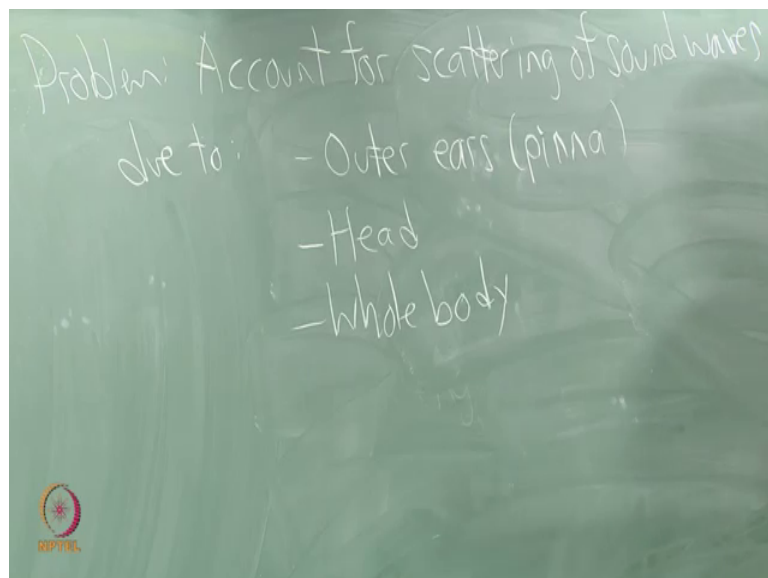 Problem: Account for scattering of sound waves
due to: - Outer ears (pinna)
- Head
- Whole body
NPTEL